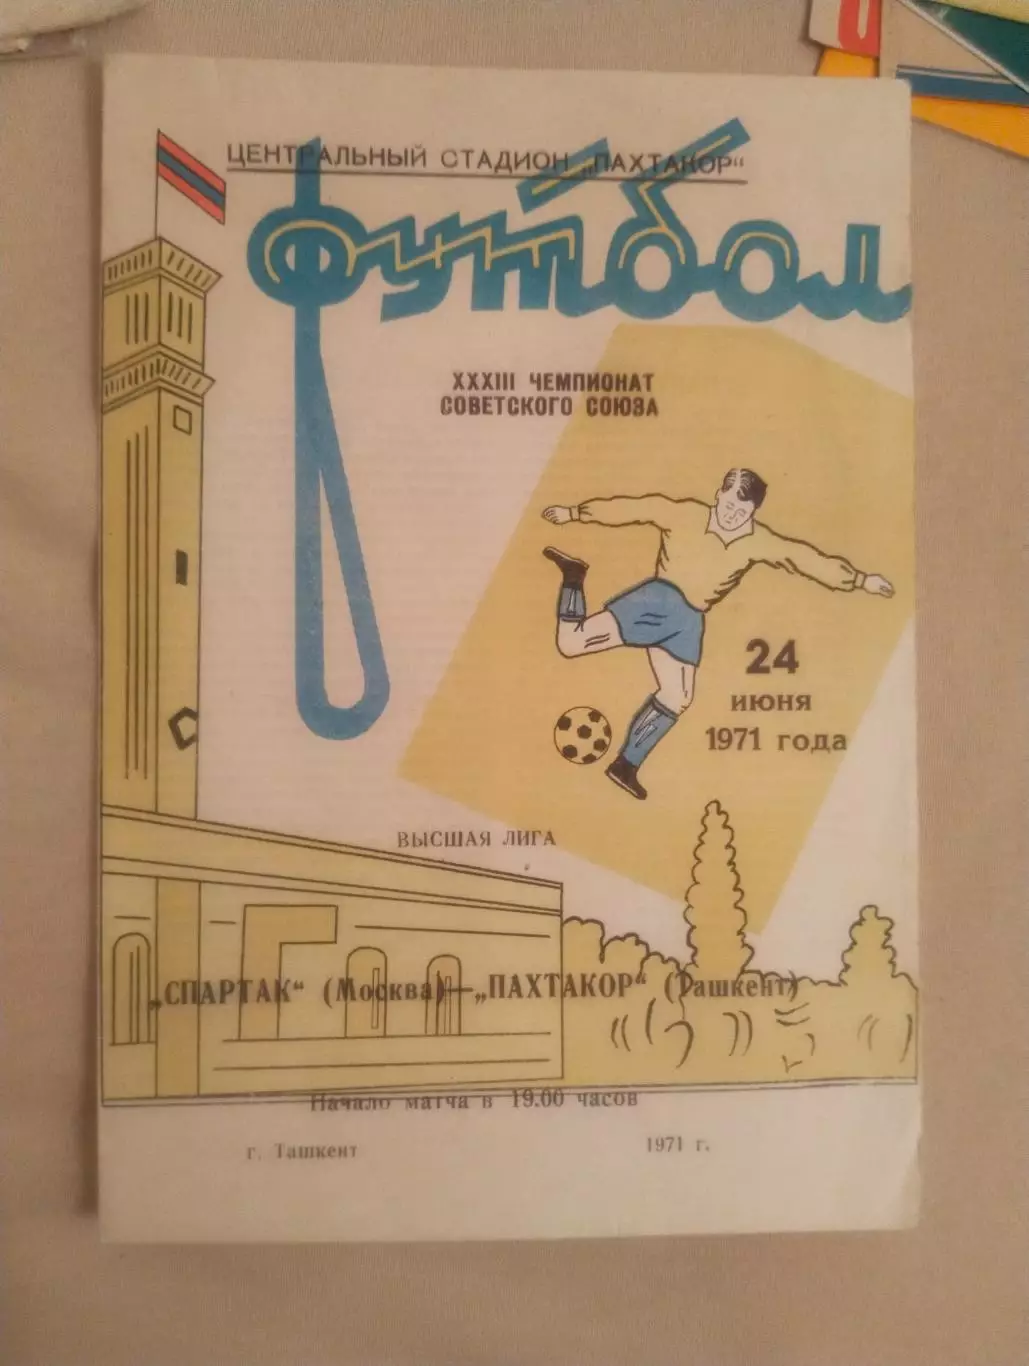 ЦЕНТРАЛЬНЫЙ СТАДИОН „ПАХТАКОР“
футбол
XXXIII ЧЕМПИОНАТ
СОВЕТСКОГО СОЮЗА
24
июня
1971 года
ВЫСШАЯ ЛИГА
„СПАРТАК“ (Москва)—„ПАХТАКОР“ (Ташкент)
Начало матча в 19.00 часов
г. Ташкент 1971 г.